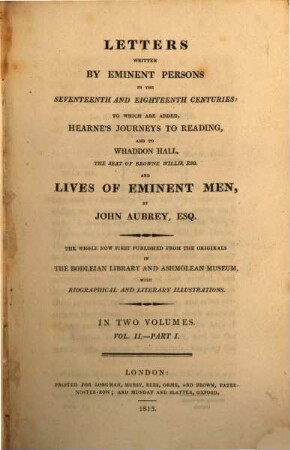 LETTERS
WRITTEN
BY EMINENT PERSONS
IN THE
SEVENTEENTH AND EIGHTEENTH CENTURIES:
TO WHICH ARE ADDED,
HEARNE'S JOURNEYS TO READING,
AND TO
WHADDON HALL,
THE SEAT OF BROWNE WILLIS, ESQ.
AND
LIVES OF EMINENT MEN,
BY
JOHN AUBREY, ESQ.
THE WHOLE NOW FIRST PUBLISHED FROM THE ORIGINALS
IN
THE BODLEIAN LIBRARY AND ASHMOLEAN MUSEUM,
WITH
BIOGRAPHICAL AND LITERARY ILLUSTRATIONS.
IN TWO VOLUMES.
VOL. II.—PART I.
LONDON:
PRINTED FOR LONGMAN, HURST, REES, ORME, AND BROWN, PATER-
NOSTER-ROW; AND MUNDAY AND SLATTER, OXFORD.
1813.